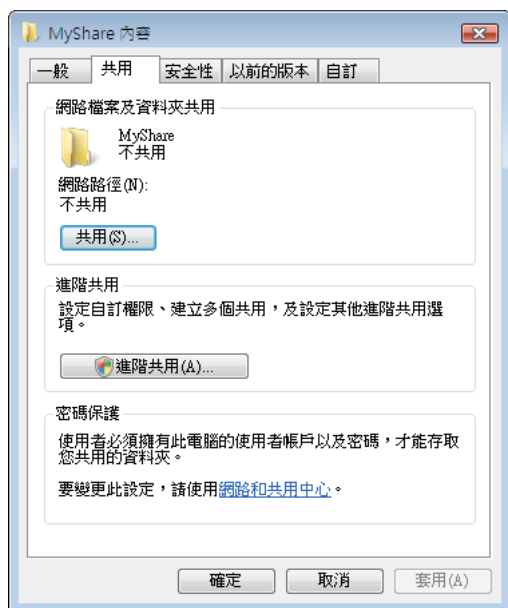 MyShare 內容
一般 共用 安全性 以前的版本 自訂
網路檔案及資料夾共用
MyShare
不共用
網路路徑(N):
不共用
共用(S)...
進階共用
設定自訂權限、建立多個共用，及設定其他進階共用選
項。
進階共用(A)...
密碼保護
使用者必須擁有此電腦的使用者帳戶以及密碼，才能存取
您共用的資料夾。
要變更此設定，請使用網路和共用中心。
確定 取消 套用(A)